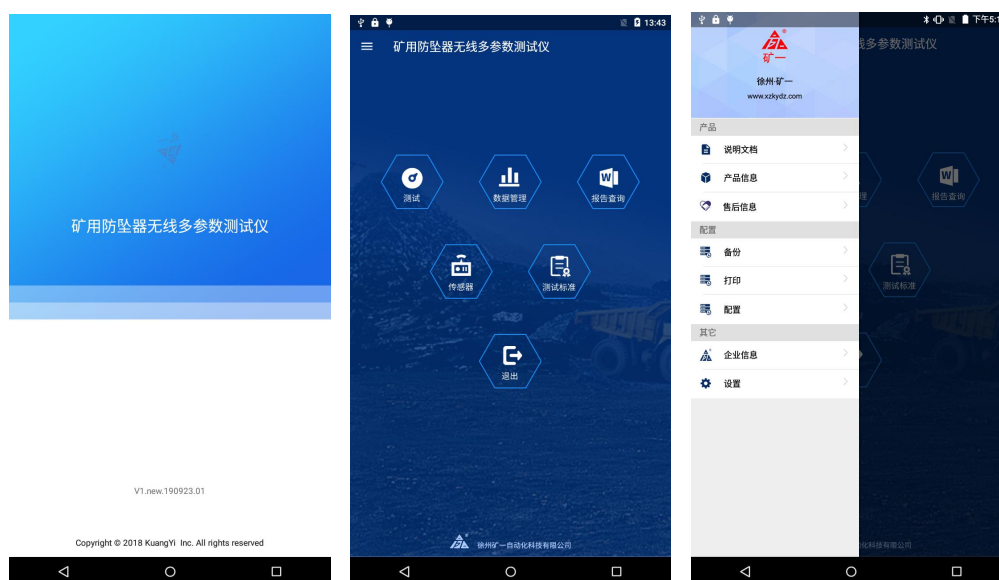 矿用防坠器无线多参数测试仪
V1.new.190923.01
Copyright © 2018 KuangYi Inc. All rights reserved
13:43
矿用防坠器无线多参数测试仪
测试
数据管理
报告查询
传感器
测试标准
退出
徐州矿一自动化科技有限公司
下午5:1
矿一
徐州·矿一
www.xzkydz.com
产品
说明文档
产品信息
售后信息
配置
备份
打印
配置
其它
企业信息
设置
线多参数测试仪
报告查询
测试标准
化科技有限公司